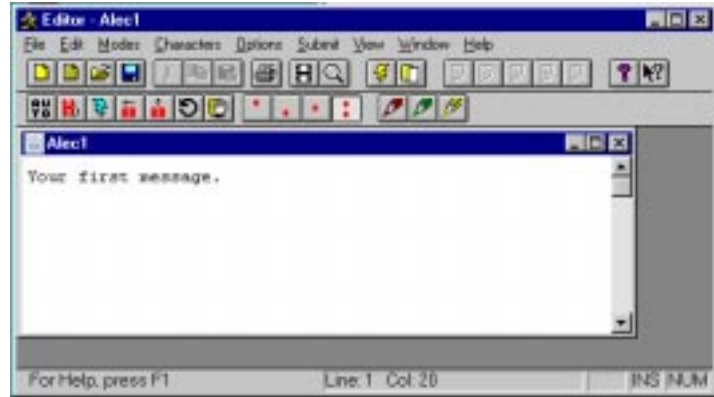 Editor - Alec1
File Edit Modes Characters Options Submit View Window Help
Alec1
Your first message.
For Help, press F1 Line: 1 Col: 20 INS NUM